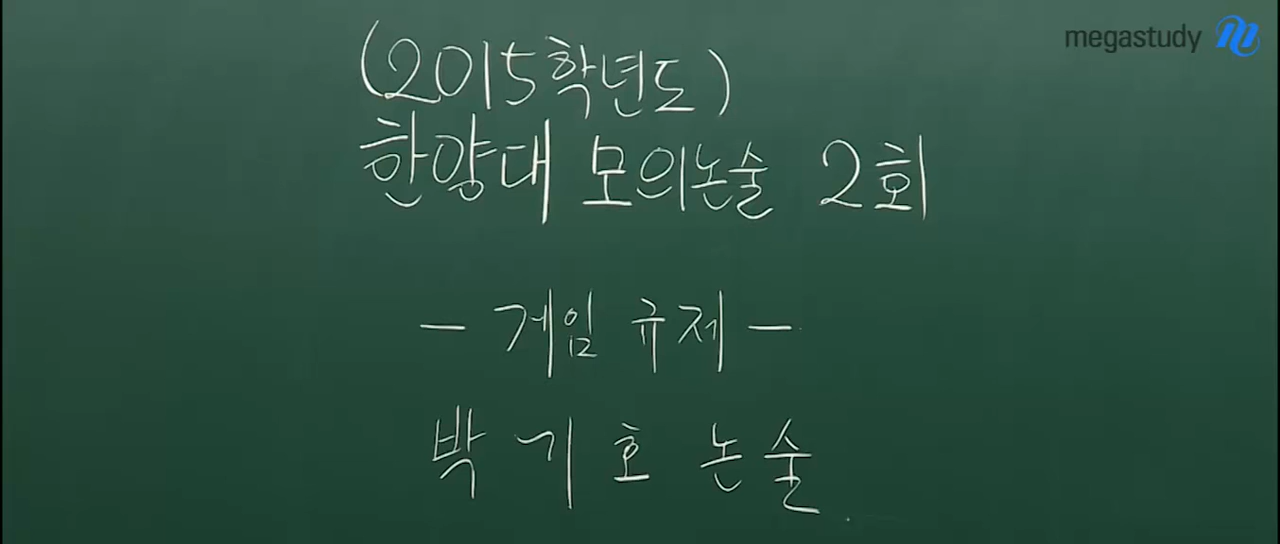 megastudy
(2015학년도)
한양대 모의논술 2회
- 게임 규제 -
박기호 논술